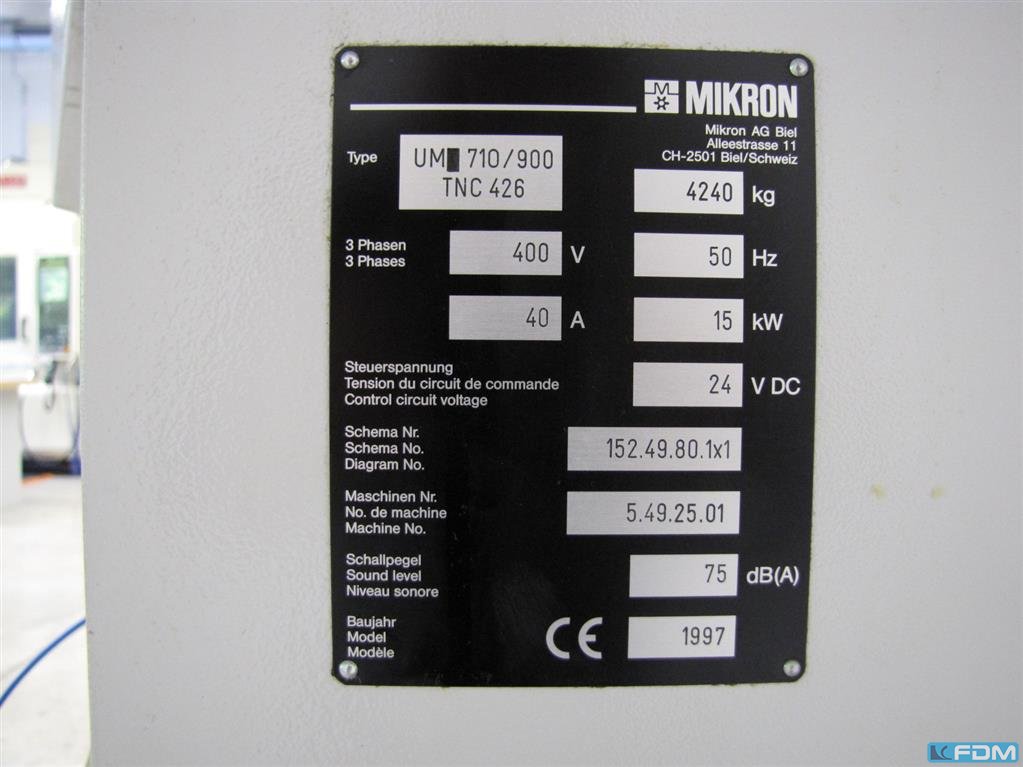 MIKRON
Mikron AG Biel
Alleestrasse 11
CH-2501 Biel/Schweiz
Type
710/900
TNC 426
4240 kg
3 Phasen
3 Phases
400 V
50 Hz
40 A
15 kW
Steuerspannung
Tension du circuit de commande
Control circuit voltage
24 V DC
Schema Nr.
Schema No.
Diagram No.
152.49.80.1x1
Maschinen Nr.
No. de machine
Machine No.
5.49.25.01
Schallpegel
Sound level
Niveau sonore
75 dB(A)
Baujahr
Model
Modèle
CE
1997
FDM